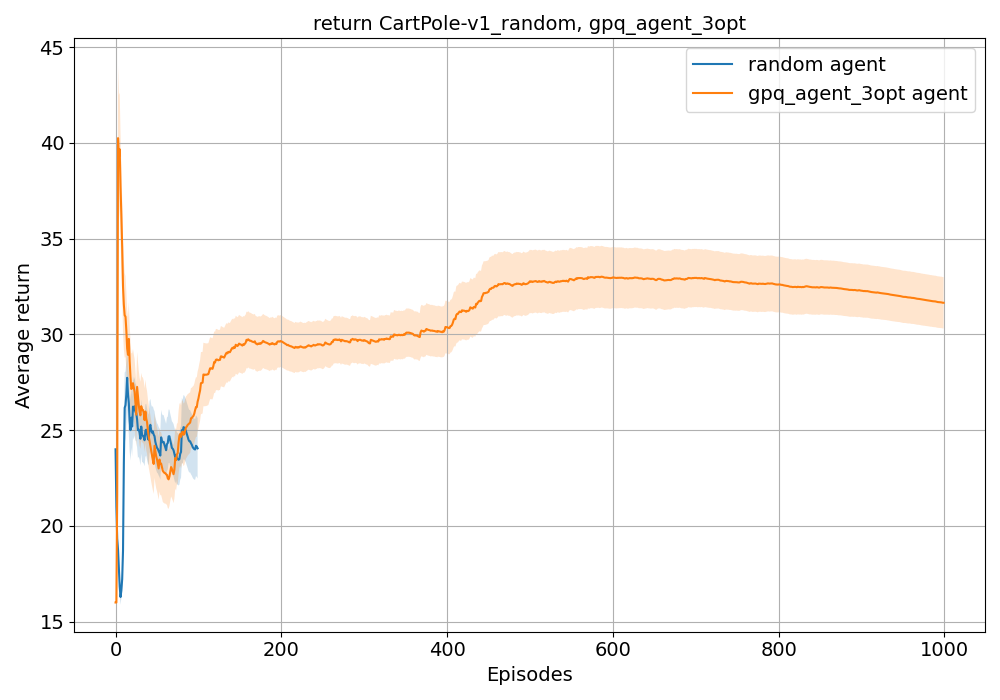 return CartPole-v1_random, gpq_agent_3opt
random agent
gpq_agent_3opt agent
45
40
35
30
25
20
15
Average return
0 200 400 600 800 1000
Episodes